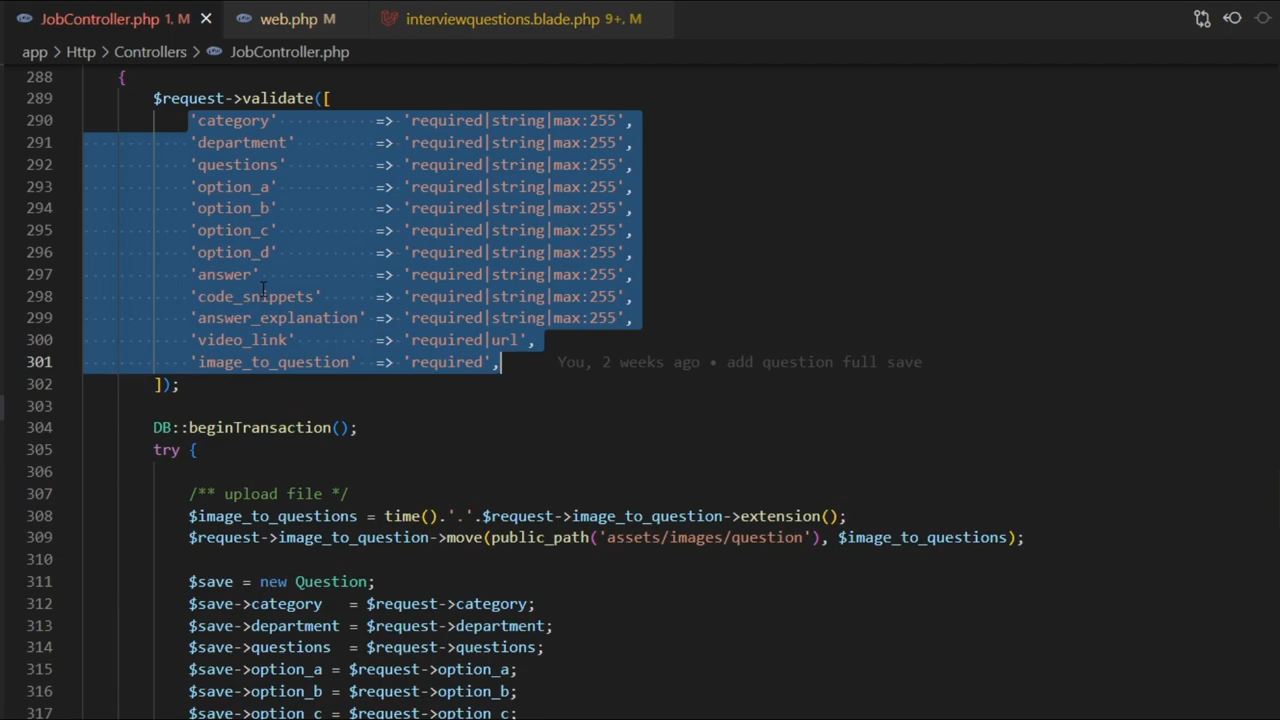 JobController.php 1, M web.php M interviewquestions.blade.php 9+, M
app > Http > Controllers > JobController.php
288 {
289 $request->validate([
290 'category' => 'required|string|max:255',
291 'department' => 'required|string|max:255',
292 'questions' => 'required|string|max:255',
293 'option_a' => 'required|string|max:255',
294 'option_b' => 'required|string|max:255',
295 'option_c' => 'required|string|max:255',
296 'option_d' => 'required|string|max:255',
297 'answer' => 'required|string|max:255',
298 'code_snippets' => 'required|string|max:255',
299 'answer_explanation' => 'required|string|max:255',
300 'video_link' => 'required|url',
301 'image_to_question' => 'required', You, 2 weeks ago • add question full save
302 ]);
303
304 DB::beginTransaction();
305 try {
306
307 /** upload file */
308 $image_to_questions = time().'.'.$request->image_to_question->extension();
309 $request->image_to_question->move(public_path('assets/images/question'), $image_to_questions);
310
311 $save = new Question;
312 $save->category = $request->category;
313 $save->department = $request->department;
314 $save->questions = $request->questions;
315 $save->option_a = $request->option_a;
316 $save->option_b = $request->option_b;
317 $save->option_c = $request->option_c;